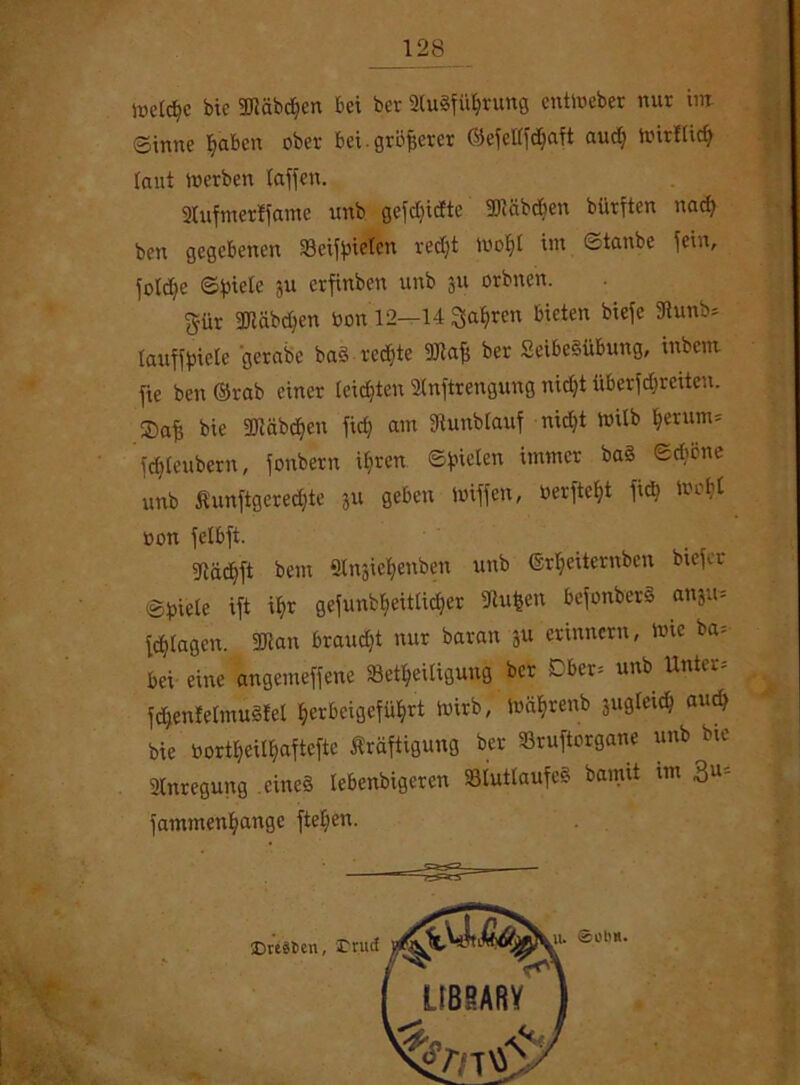 128
welche die Mädchen bei der Ausführung entweder nur im
Sinne haben oder bei größerer Gesellschaft auch wirklich
laut werden lassen.
Aufmerksame und geschickte Mädchen dürften nach
den gegebenen Beispielen recht wohl im Stande sein,
solche Spiele zu erfinden und zu ordnen.
Für Mädchen von 12—14 Jahren bieten diese Rund-
laufspiele gerade das rechte Maß der Leibesübung, indem
sie den Grad einer leichten Anstrengung nicht überschreiten.
Daß die Mädchen sich am Rundlauf nicht wild herum-
schleudern, sondern ihren Spielen immer das Schöne
und Kunstgerechte zu geben wissen, versteht sich wohl
von selbst.
Nächst dem Anziehenden und Erheiternden dieser
Spiele ist ihr gesundheitlicher Nutzen besonders anzu-
schlagen. Man braucht nur daran zu erinnern, wie da-
bei eine angemessene Betheiligung der Ober- und Unter-
schenkelmuskel herbeigeführt wird, während zugleich auch
die vortheilhafteste Kräftigung der Brustorgane und die
Anregung eines lebendigeren Blutlaufes damit im Zu-
sammenhange stehen.
Dresden, Druck u. Sohn.
LIBRARY